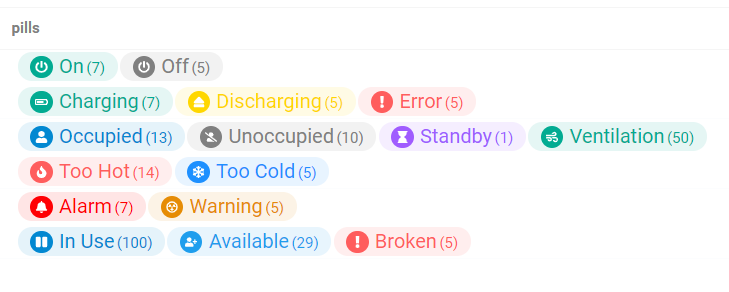 pills
On (7) Off (5)
Charging (7) Discharging (5) Error (5)
Occupied (13) Unoccupied (10) Standby (1) Ventilation (50)
Too Hot (14) Too Cold (5)
Alarm (7) Warning (5)
In Use (100) Available (29) Broken (5)